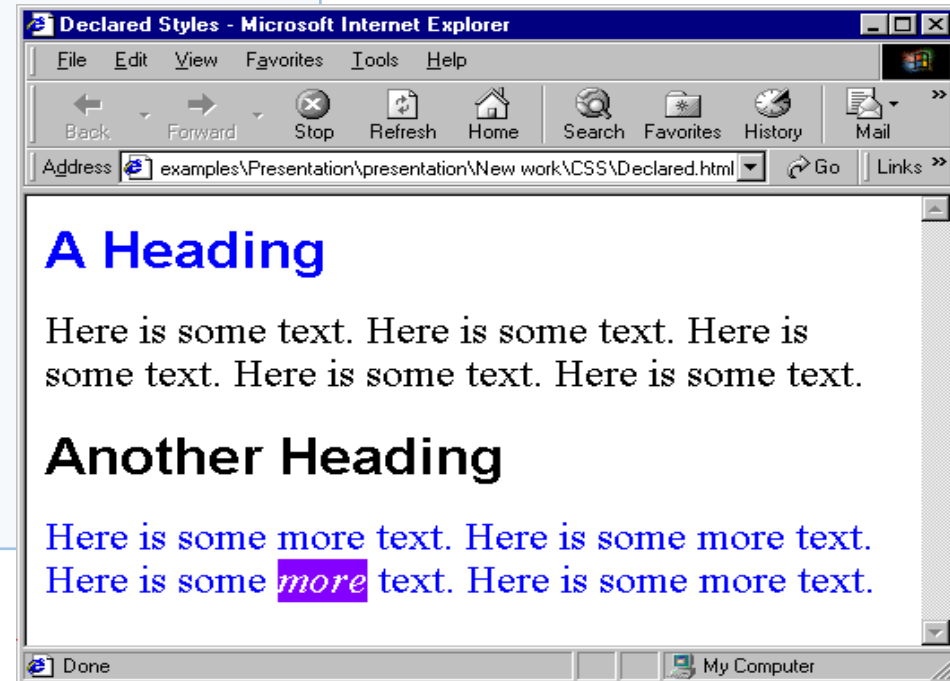 Declared Styles - Microsoft Internet Explorer
File Edit View Favorites Tools Help
Back Forward Stop Refresh Home Search Favorites History Mail »
Address examples\Presentation\presentation\New work\CSS\Declared.html Go Links »
A Heading
Here is some text. Here is some text. Here is
some text. Here is some text. Here is some text.
Another Heading
Here is some more text. Here is some more text.
Here is some more text. Here is some more text.
Done My Computer